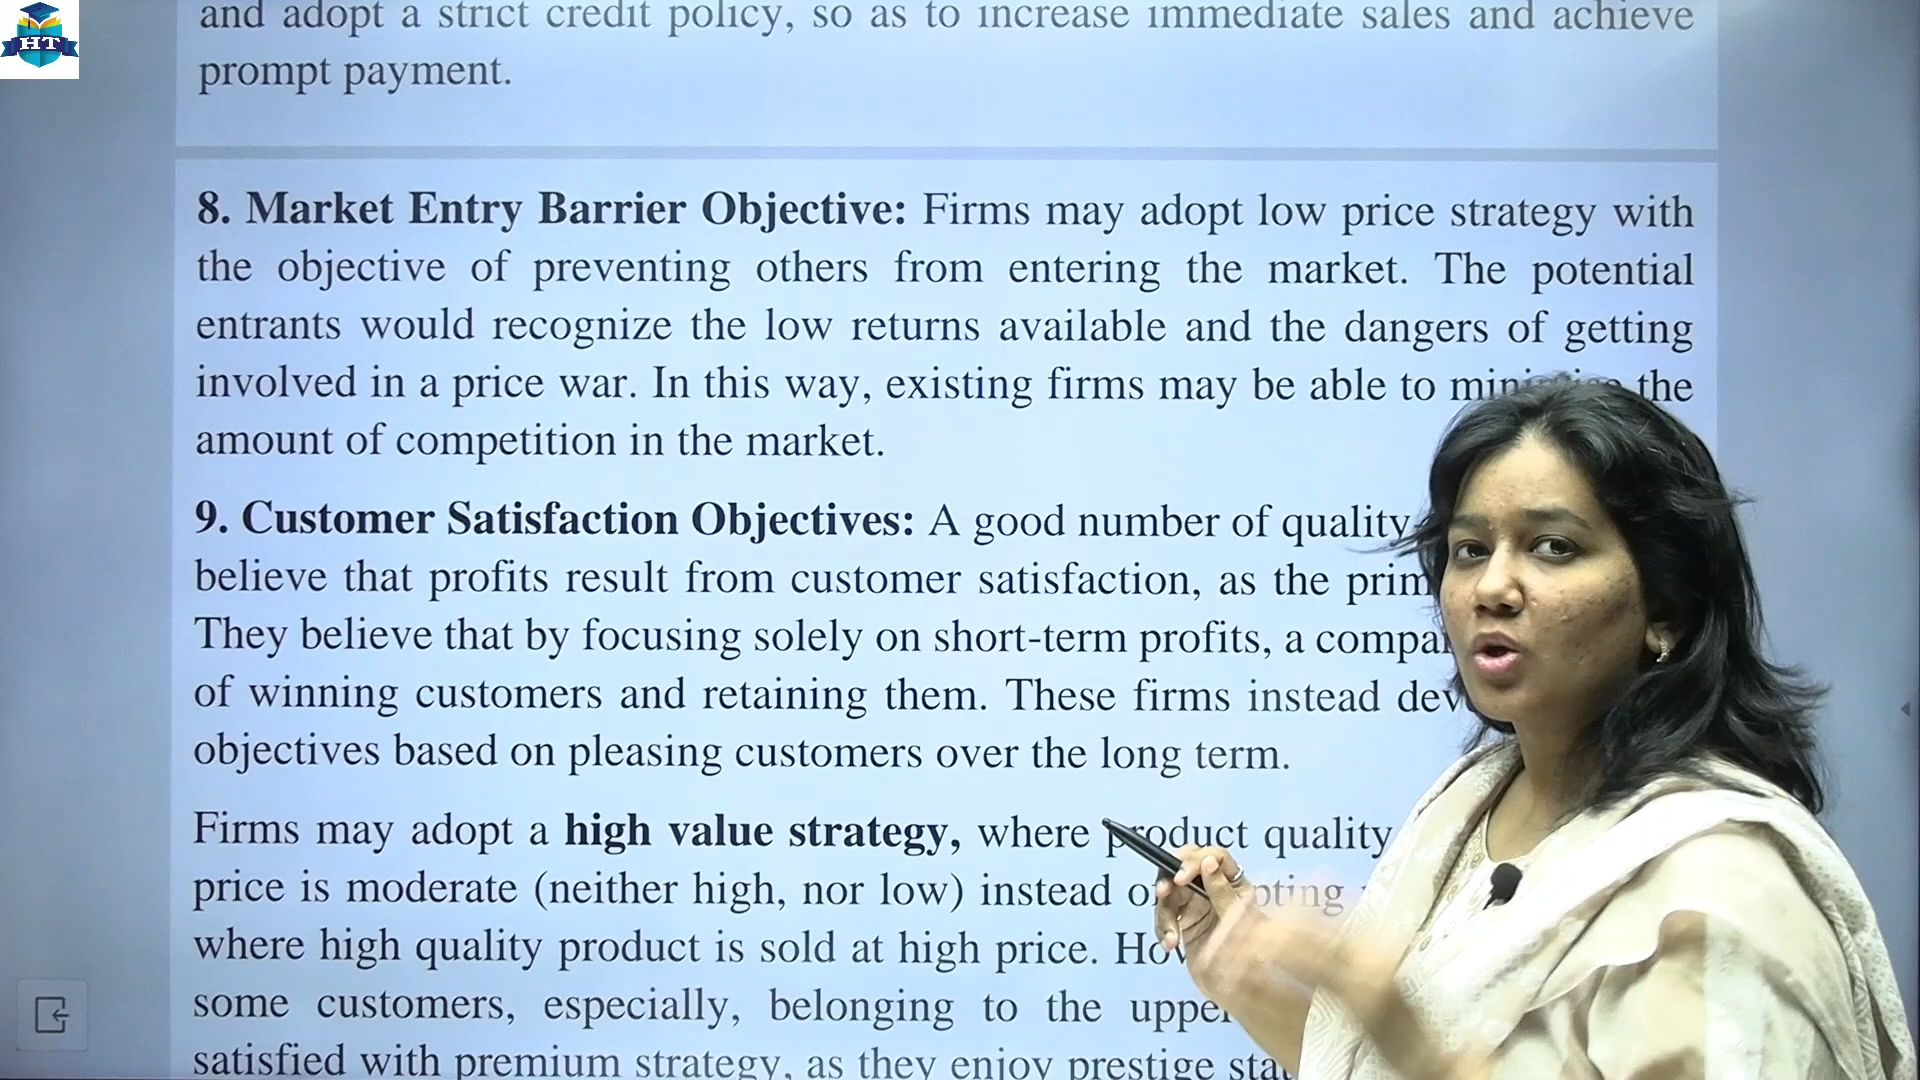 HT
and adopt a strict credit policy, so as to increase immediate sales and achieve
prompt payment.
8. Market Entry Barrier Objective: Firms may adopt low price strategy with
the objective of preventing others from entering the market. The potential
entrants would recognize the low returns available and the dangers of getting
involved in a price war. In this way, existing firms may be able to the
amount of competition in the market.
9. Customer Satisfaction Objectives: A good number of quality
believe that profits result from customer satisfaction, as the prim
They believe that by focusing solely on short-term profits, a compa
of winning customers and retaining them. These firms instead dev
objectives based on pleasing customers over the long term.
Firms may adopt a high value strategy, where product quality
price is moderate (neither high, nor low) instead
where high quality product is sold at high price.
some customers, especially, belonging to the uppe
satisfied with premium strategy, as they enjoy prestige sta